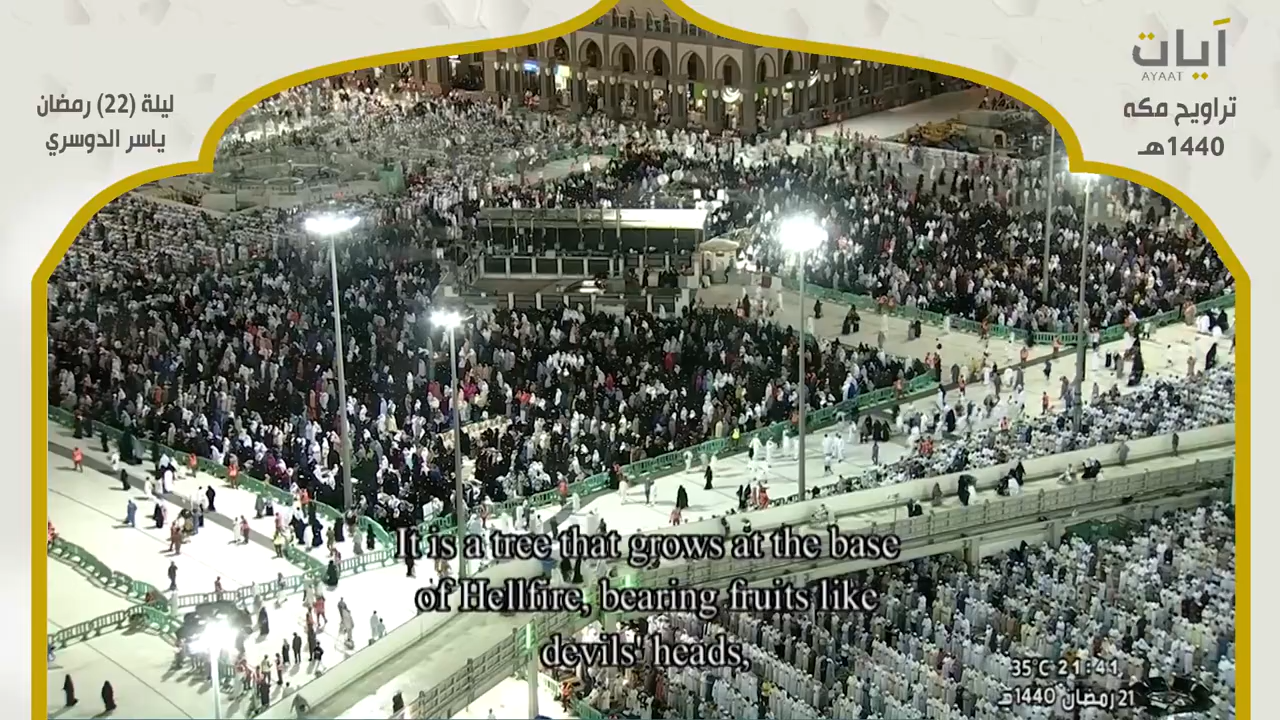 آيات
AYAAT
تراويح مكه
1440هـ
ليلة (22) رمضان
ياسر الدوسري
It is a tree that grows at the base
of Hellfire, bearing fruits like
devils' heads,
35°C 21:41
21 رمضان 1440هـ